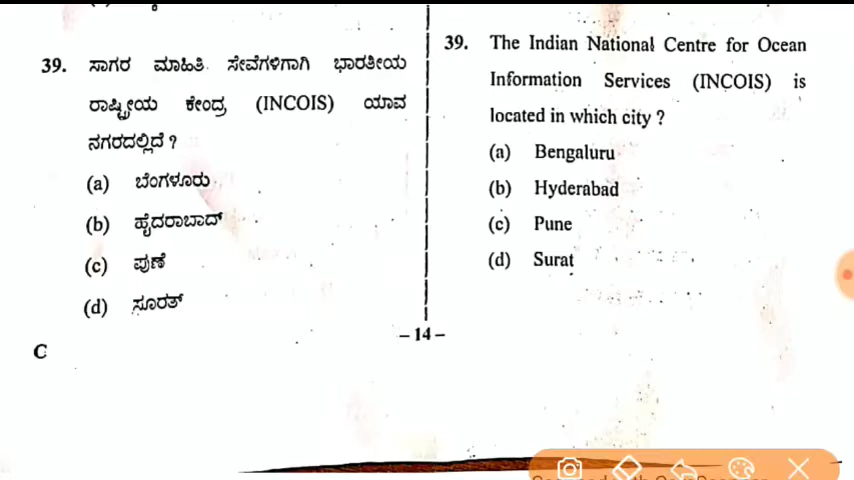 39. ಸಾಗರ ಮಾಹಿತಿ ಸೇವೆಗಳಿಗಾಗಿ ಭಾರತೀಯ
ರಾಷ್ಟ್ರೀಯ ಕೇಂದ್ರ (INCOIS) ಯಾವ
ನಗರದಲ್ಲಿದೆ ?
(a) ಬೆಂಗಳೂರು
(b) ಹೈದರಾಬಾದ್
(c) ಪುಣೆ
(d) ಸೂರತ್
C
39. The Indian National Centre for Ocean
Information Services (INCOIS) is
located in which city ?
(a) Bengaluru
(b) Hyderabad
(c) Pune
(d) Surat
– 14 –